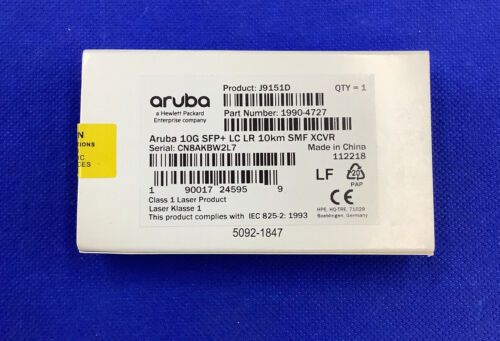 aruba
a Hewlett Packard
Enterprise company
Product: J9151D
QTY = 1
Part Number: 1990-4727
Aruba 10G SFP+ LC LR 10km SMF XCVR
Serial: CN8AKBW2L7
Made in China
112218
1 90017 24595 9
LF
20
PAP
Class 1 Laser Product
Laser Klasse 1
This product complies with IEC 825-2: 1993
HPE, HQ-TRE, 71028
Boeblingen, Germany
5092-1847